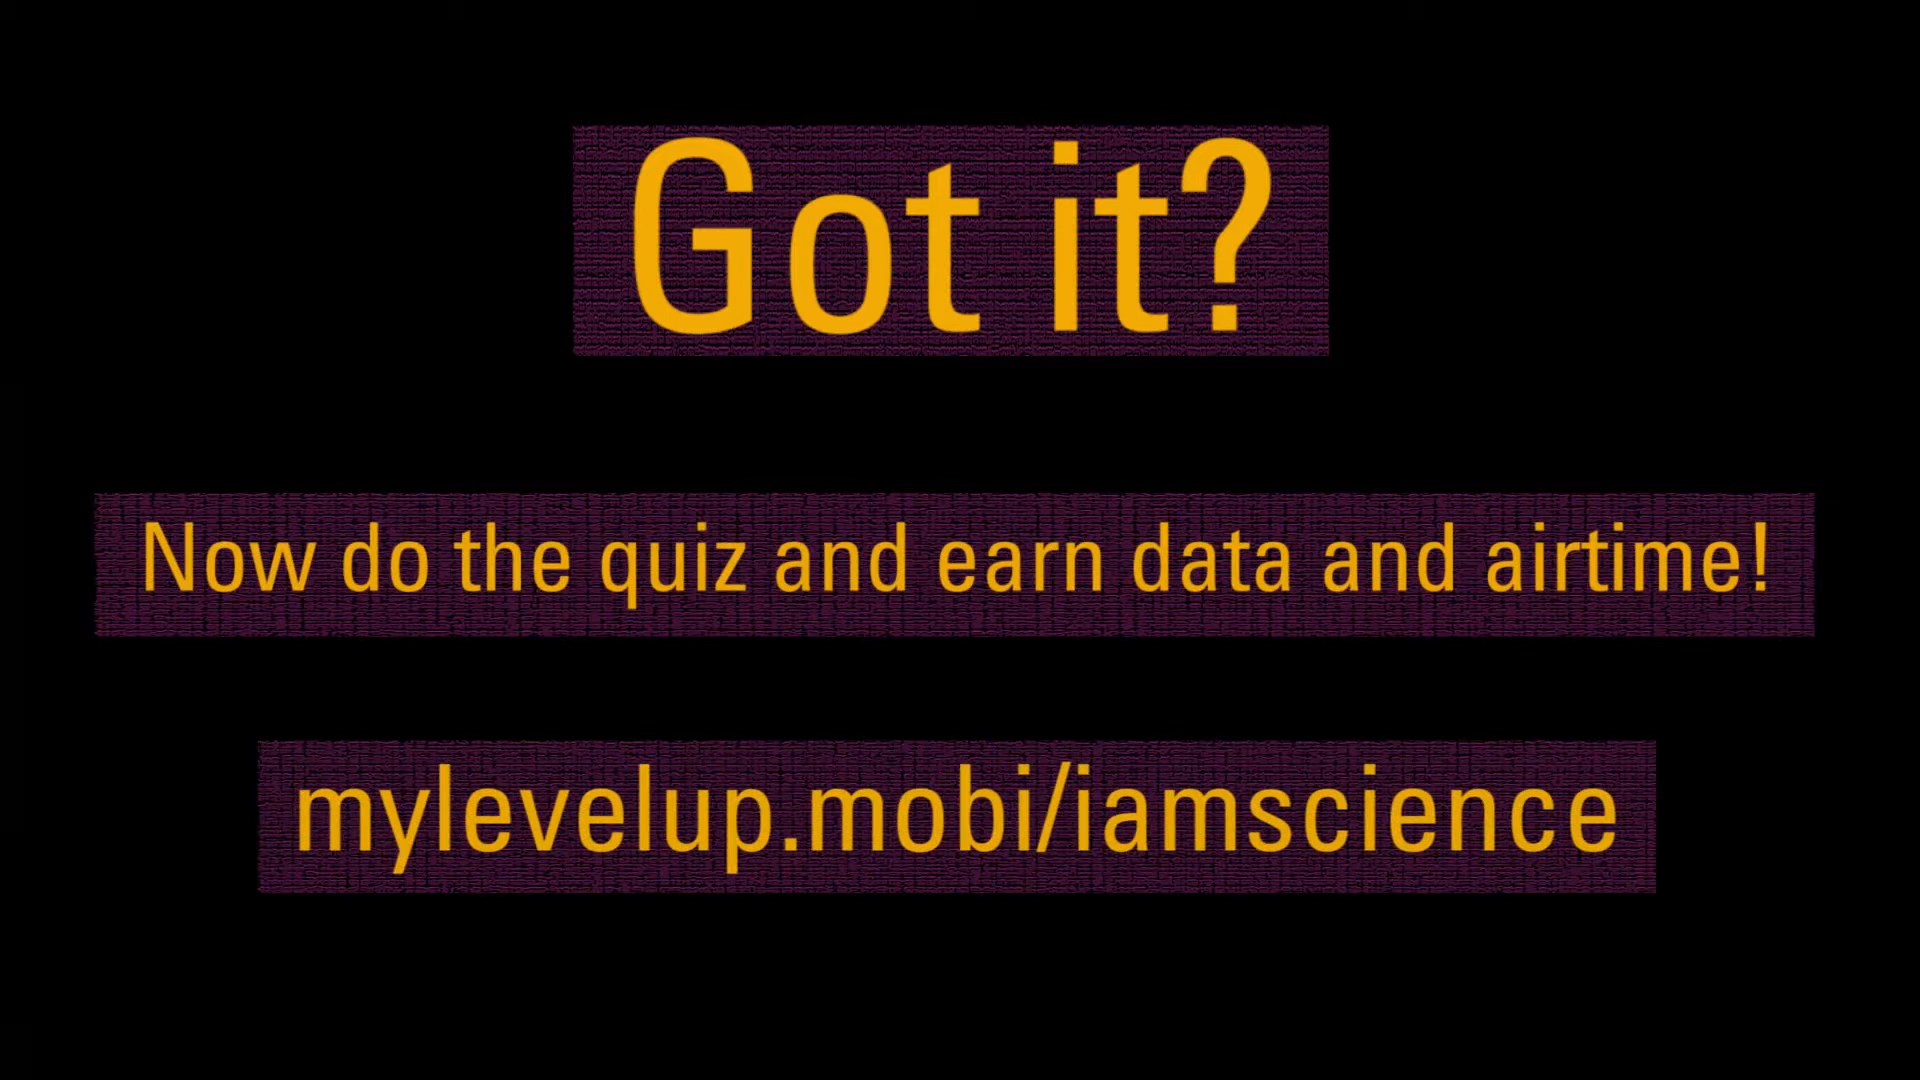 Got it?
Now do the quiz and earn data and airtime!
mylevelup.mobi/iamscience